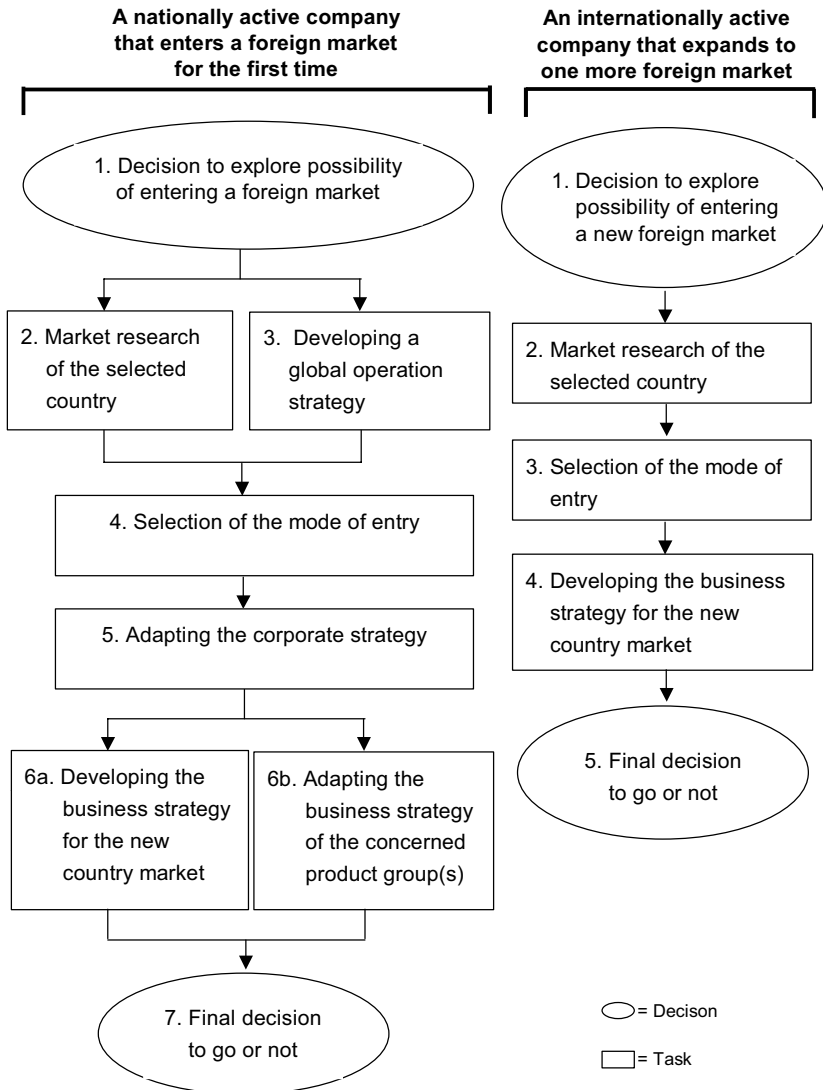 A nationally active company
that enters a foreign market
for the first time
1. Decision to explore possibility
of entering a foreign market
2. Market research
of the selected
country
3. Developing a
global operation
strategy
4. Selection of the mode of entry
5. Adapting the corporate strategy
6a. Developing the
business strategy
for the new
country market
6b. Adapting the
business strategy
of the concerned
product group(s)
7. Final decision
to go or not
An internationally active
company that expands to
one more foreign market
1. Decision to explore
possibility of entering
a new foreign market
2. Market research of the
selected country
3. Selection of the mode of
entry
4. Developing the business
strategy for the new
country market
5. Final decision
to go or not
= Decison
= Task